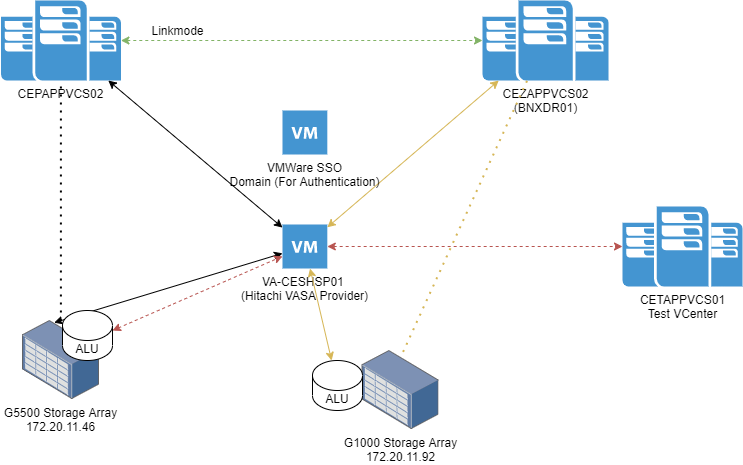 Linkmode
CEPAPPVCS02
CEZAPPVCS02
(BNXDR01)
VM
VMWare SSO
Domain (For Authentication)
VM
VA-CESHSP01
(Hitachi VASA Provider)
CETAPPVCS01
Test VCenter
ALU
G5500 Storage Array
172.20.11.46
ALU
G1000 Storage Array
172.20.11.92